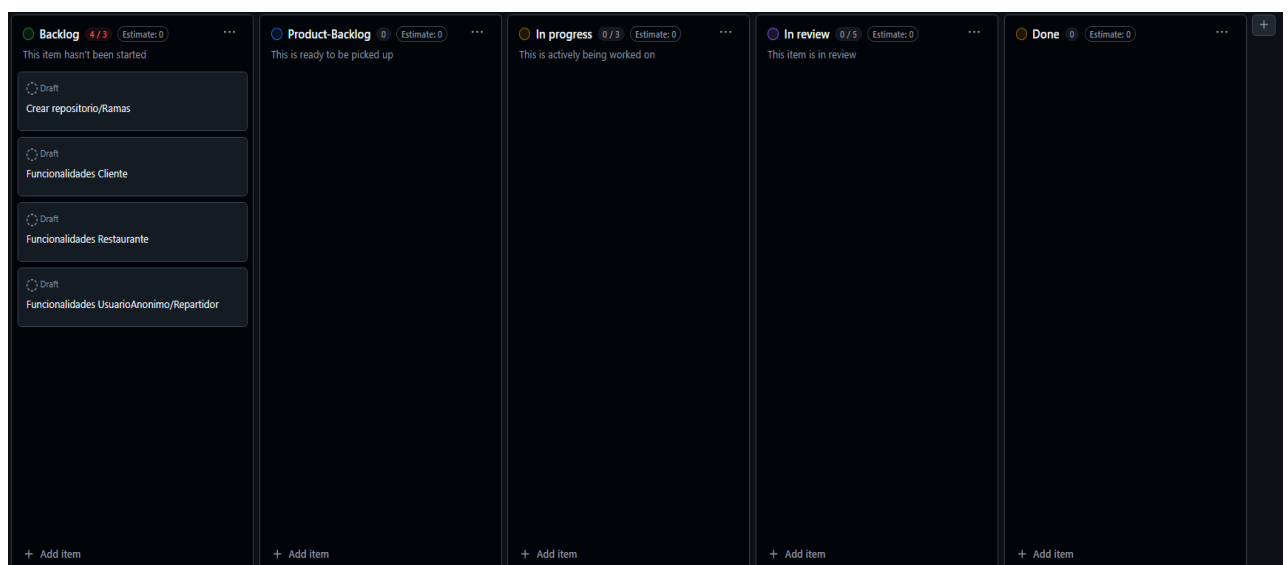 Backlog 4 / 3 Estimate: 0 ...
This item hasn't been started
Draft
Crear repositorio/Ramas
Draft
Funcionalidades Cliente
Draft
Funcionalidades Restaurante
Draft
Funcionalidades UsuarioAnonimo/Repartidor
+ Add item
Product-Backlog 0 Estimate: 0 ...
This is ready to be picked up
+ Add item
In progress 0 / 3 Estimate: 0 ...
This is actively being worked on
+ Add item
In review 0 / 5 Estimate: 0 ...
This item is in review
+ Add item
Done 0 Estimate: 0 ...
+ Add item
+